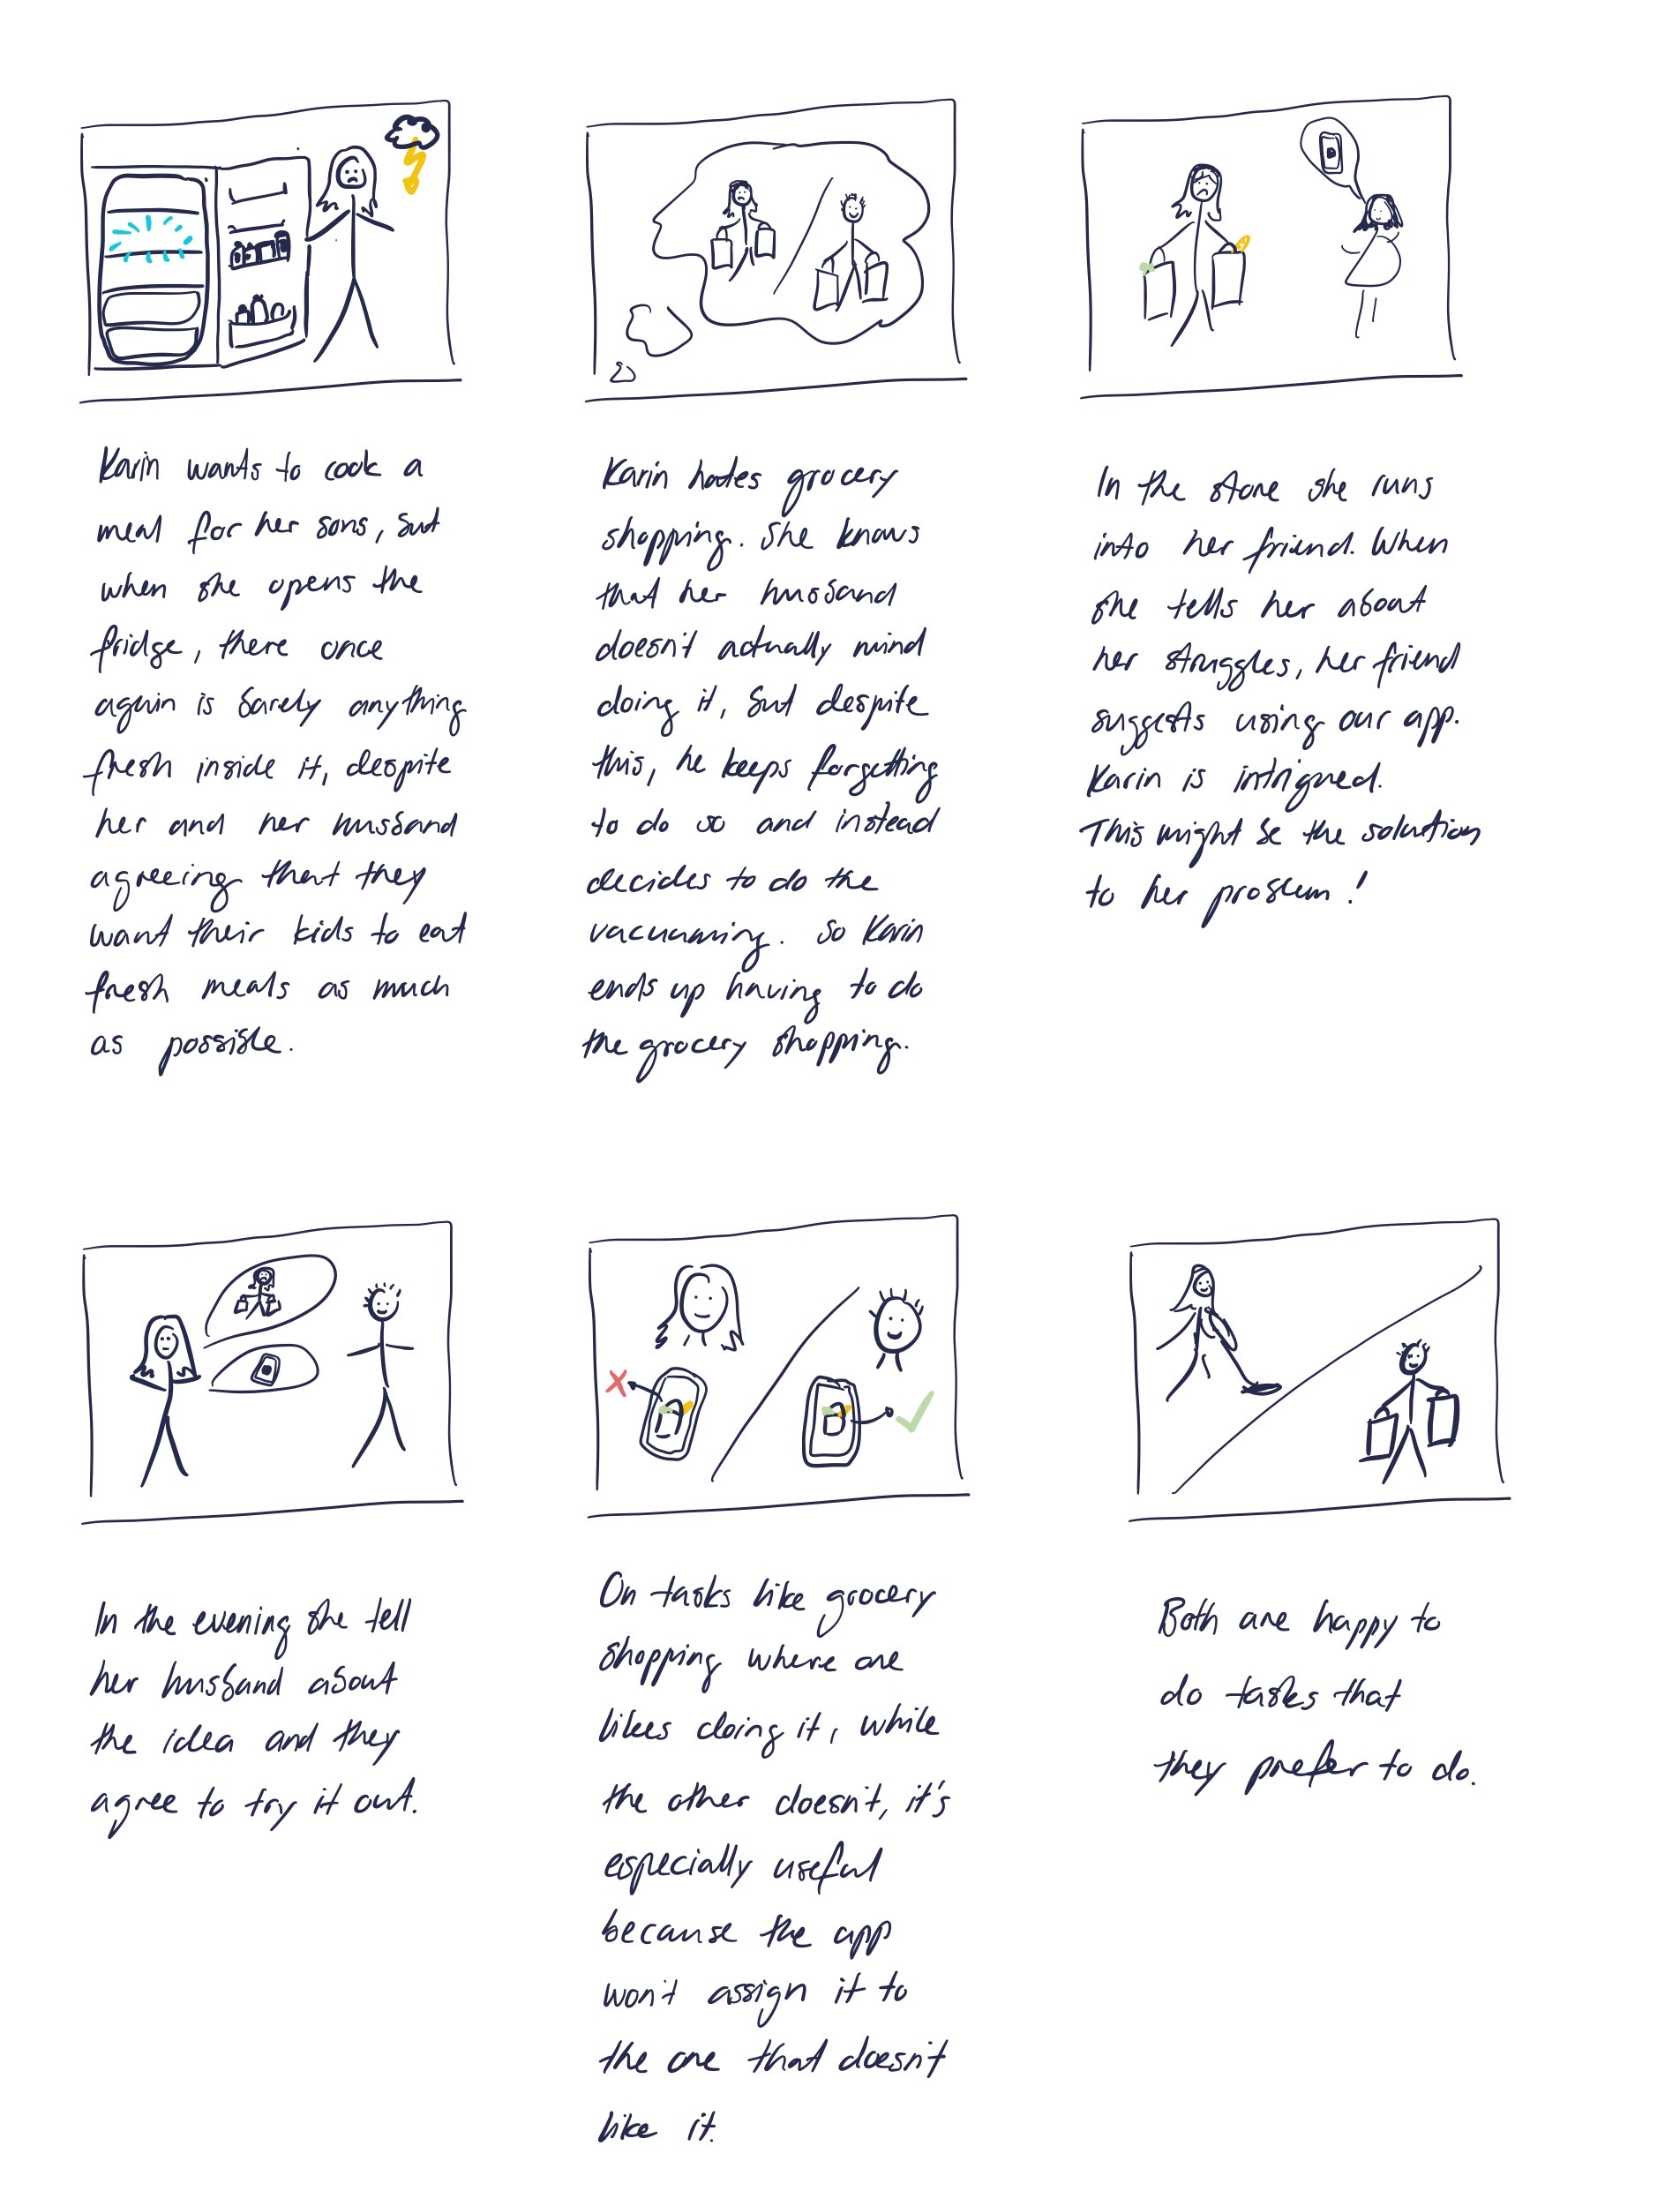 Karin wants to cook a
meal for her sons, but
when she opens the
fridge, there once
again is barely anything
fresh inside it, despite
her and her husband
agreeing that they
want their kids to eat
fresh meals as much
as possible.
Karin hates grocery
shopping. She knows
that her husband
doesn't actually mind
doing it, but despite
this, he keeps forgetting
to do so and instead
decides to do the
vacuuming. So Karin
ends up having to do
the grocery shopping.
In the store she runs
into her friend. When
she tells her about
her struggles, her friend
suggests using our app.
Karin is intrigued.
This might be the solution
to her problem!
In the evening she tell
her husband about
the idea and they
agree to try it out.
On tasks like grocery
shopping where one
likes doing it, while
the other doesn't, it's
especially useful
because the app
won't assign it to
the one that doesn't
like it.
Both are happy to
do tasks that
they prefer to do.